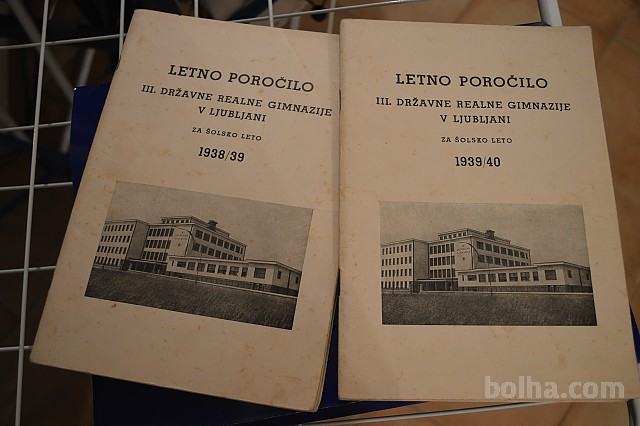 LETNO POROČILO
III. DRŽAVNE REALNE GIMNAZIJE
V LJUBLJANI
ZA ŠOLSKO LETO
1938/39
LETNO POROČILO
III. DRŽAVNE REALNE GIMNAZIJE
V LJUBLJANI
ZA ŠOLSKO LETO
1939/40
bolha.com